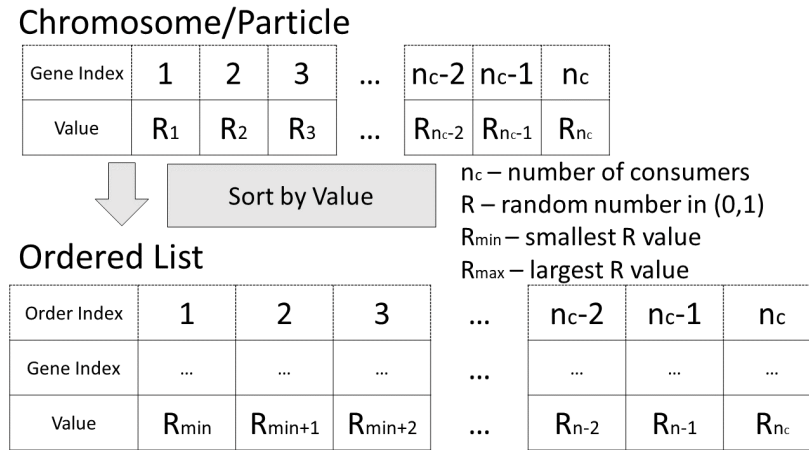 Chromosome/Particle
Gene Index 1 2 3 ... nc-2 nc-1 nc
Value R1 R2 R3 ... Rnc-2 Rnc-1 Rnc
Sort by Value
nc – number of consumers
R – random number in (0,1)
Rmin – smallest R value
Rmax – largest R value
Ordered List
Order Index 1 2 3 ... nc-2 nc-1 nc
Gene Index ... ... ... ... ... ... ...
Value Rmin Rmin+1 Rmin+2 ... Rn-2 Rn-1 Rnc